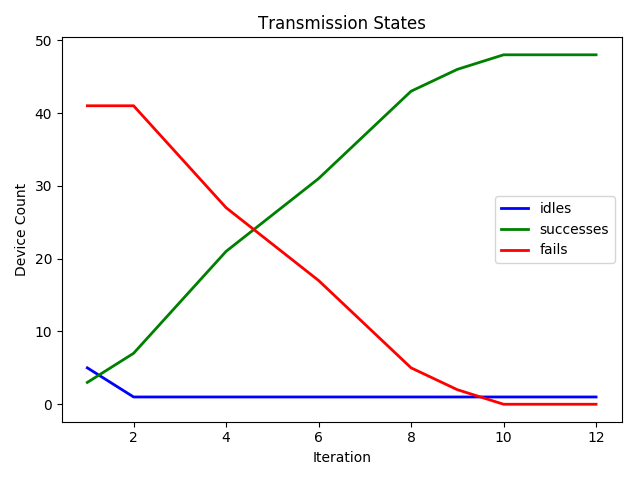 Transmission States
Device Count
50
40
30
20
10
0
idles
successes
fails
2 4 6 8 10 12
Iteration